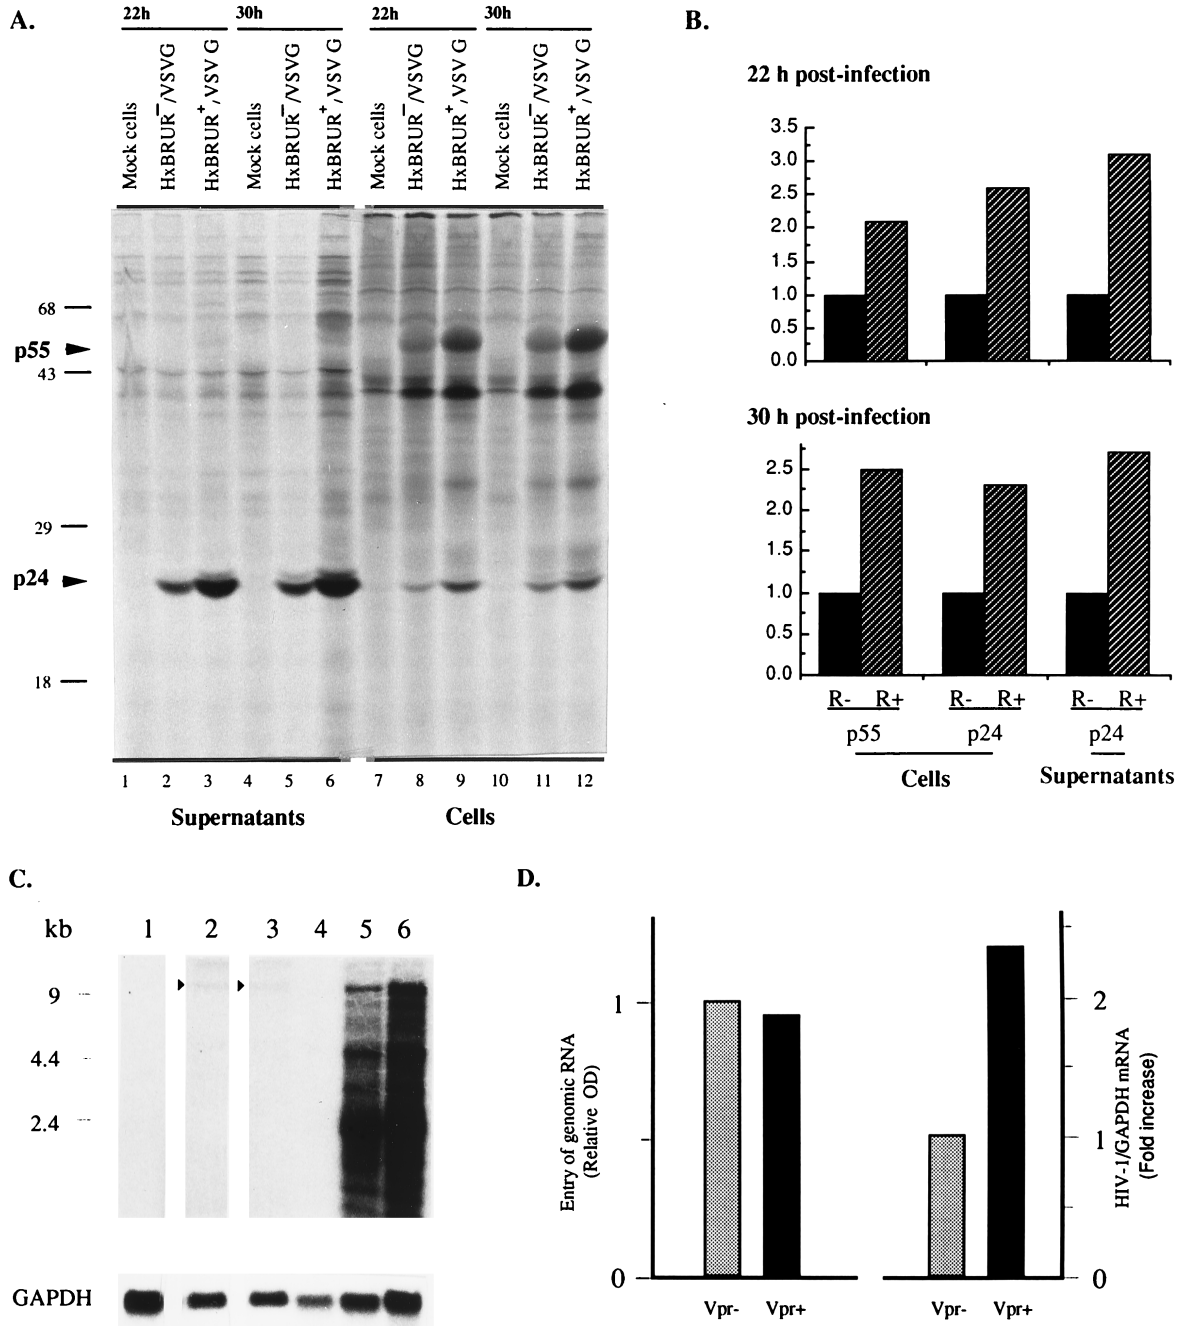 A.
22h 30h 22h 30h
Mock cells
HxBRUR-/VSVG
HxBRUR+,VSV G
Mock cells
HxBRUR-/VSVG
HxBRUR+,VSV G
Mock cells
HxBRUR-/VSVG
HxBRUR+,VSV G
Mock cells
HxBRUR-/VSVG
HxBRUR+,VSV G
68
p55
43
29
p24
18
1 2 3 4 5 6 7 8 9 10 11 12
Supernatants Cells
B.
22 h post-infection
3.5
3.0
2.5
2.0
1.5
1.0
0.5
0.0
30 h post-infection
2.5
2.0
1.5
1.0
0.5
0.0
R- R+ R- R+ R- R+
p55 p24 p24
Cells Supernatants
C.
kb 1 2 3 4 5 6
9
4.4
2.4
GAPDH
D.
Entry of genomic RNA
(Relative OD)
1
0
Vpr- Vpr+
HIV-1/GAPDH mRNA
(Fold increase)
2
1
0
Vpr- Vpr+